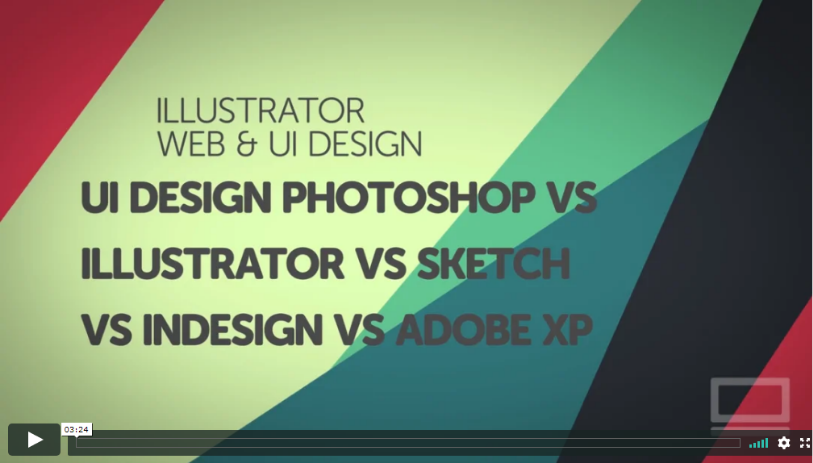 ILLUSTRATOR
WEB & UI DESIGN
UI DESIGN PHOTOSHOP VS
ILLUSTRATOR VS SKETCH
VS INDESIGN VS ADOBE XP
03:24